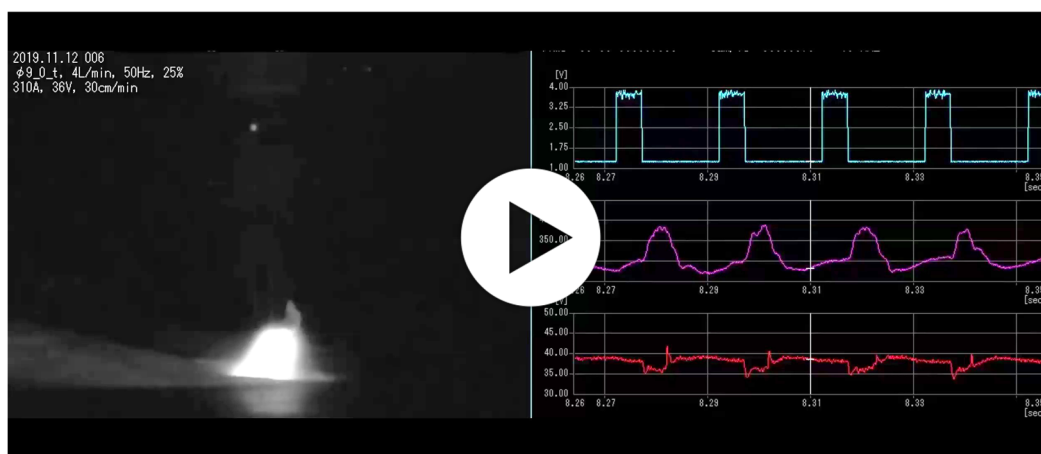 2019.11.12 006
φ9_0_t, 4L/min, 50Hz, 25%
310A, 36V, 30cm/min
[V]
4.00
3.25
2.50
1.75
1.00
8.26 8.27 8.29 8.31 8.33 8.35
[sec
350.00
8.26 8.27 8.29 8.31 8.33
[sec
[V]
50.00
45.00
40.00
35.00
30.00
8.26 8.27 8.29 8.31 8.33
[sec